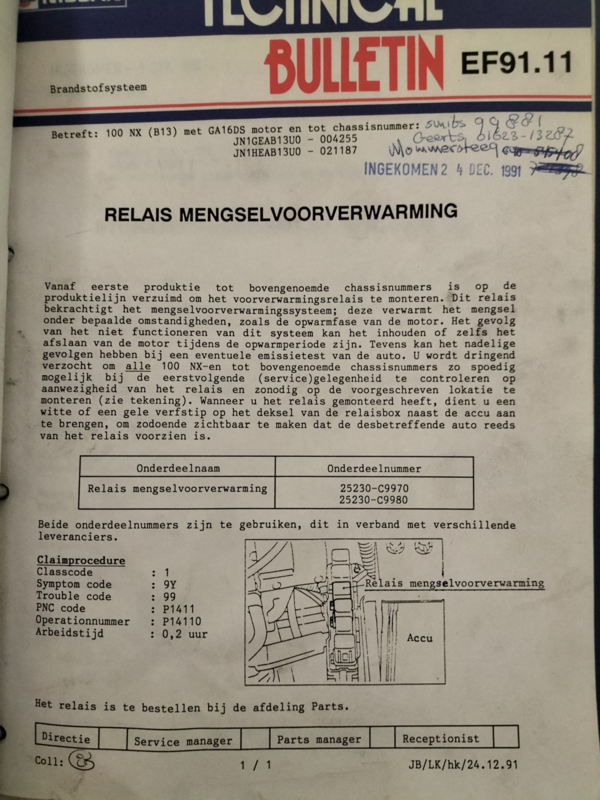 NISSAN
TECHNICAL
BULLETIN
EF91.11
Brandstofsysteem
Betreft: 100 NX (B13) met GA16DS motor en tot chassisnummer:
JN1GEAB13U0 - 004255
JN1HEAB13U0 - 021187
smits 99881
Geerts 01623-13287
Mommersteeg
INGEKOMEN 2 4 DEC. 1991
RELAIS MENGSELVOORVERWARMING
Vanaf eerste produktie tot bovengenoemde chassisnummers is op de
produktielijn verzuimd om het voorverwarmingsrelais te monteren. Dit relais
bekrachtigt het mengselvoorverwarmingssysteem; deze verwarmt het mengsel
onder bepaalde omstandigheden, zoals de opwarmfase van de motor. Het gevolg
van het niet functioneren van dit systeem kan het inhouden of zelfs het
afslaan van de motor tijdens de opwarmperiode zijn. Tevens kan het nadelige
gevolgen hebben bij een eventuele emissietest van de auto. U wordt dringend
verzocht om alle 100 NX-en tot bovengenoemde chassisnummers zo spoedig
mogelijk bij de eerstvolgende (service)gelegenheid te controleren op
aanwezigheid van het relais en zonodig op de voorgeschreven lokatie te
monteren (zie tekening). Wanneer u het relais gemonteerd heeft, dient u een
witte of een gele verfstip op het deksel van de relaisbox naast de accu aan
te brengen, om zodoende zichtbaar te maken dat de desbetreffende auto reeds
van het relais voorzien is.
Onderdeelnaam Onderdeelnummer
Relais mengselvoorverwarming 25230-C9970
25230-C9980
Beide onderdeelnummers zijn te gebruiken, dit in verband met verschillende
leveranciers.
Claimprocedure
Classcode : 1
Symptom code : 9Y
Trouble code : 99
PNC code : P1411
Operationnummer : P14110
Arbeidstijd : 0,2 uur
Relais mengselvoorverwarming
Accu
Het relais is te bestellen bij de afdeling Parts.
Directie Service manager Parts manager Receptionist
Coll: 1 / 1 JB/LK/hk/24.12.91